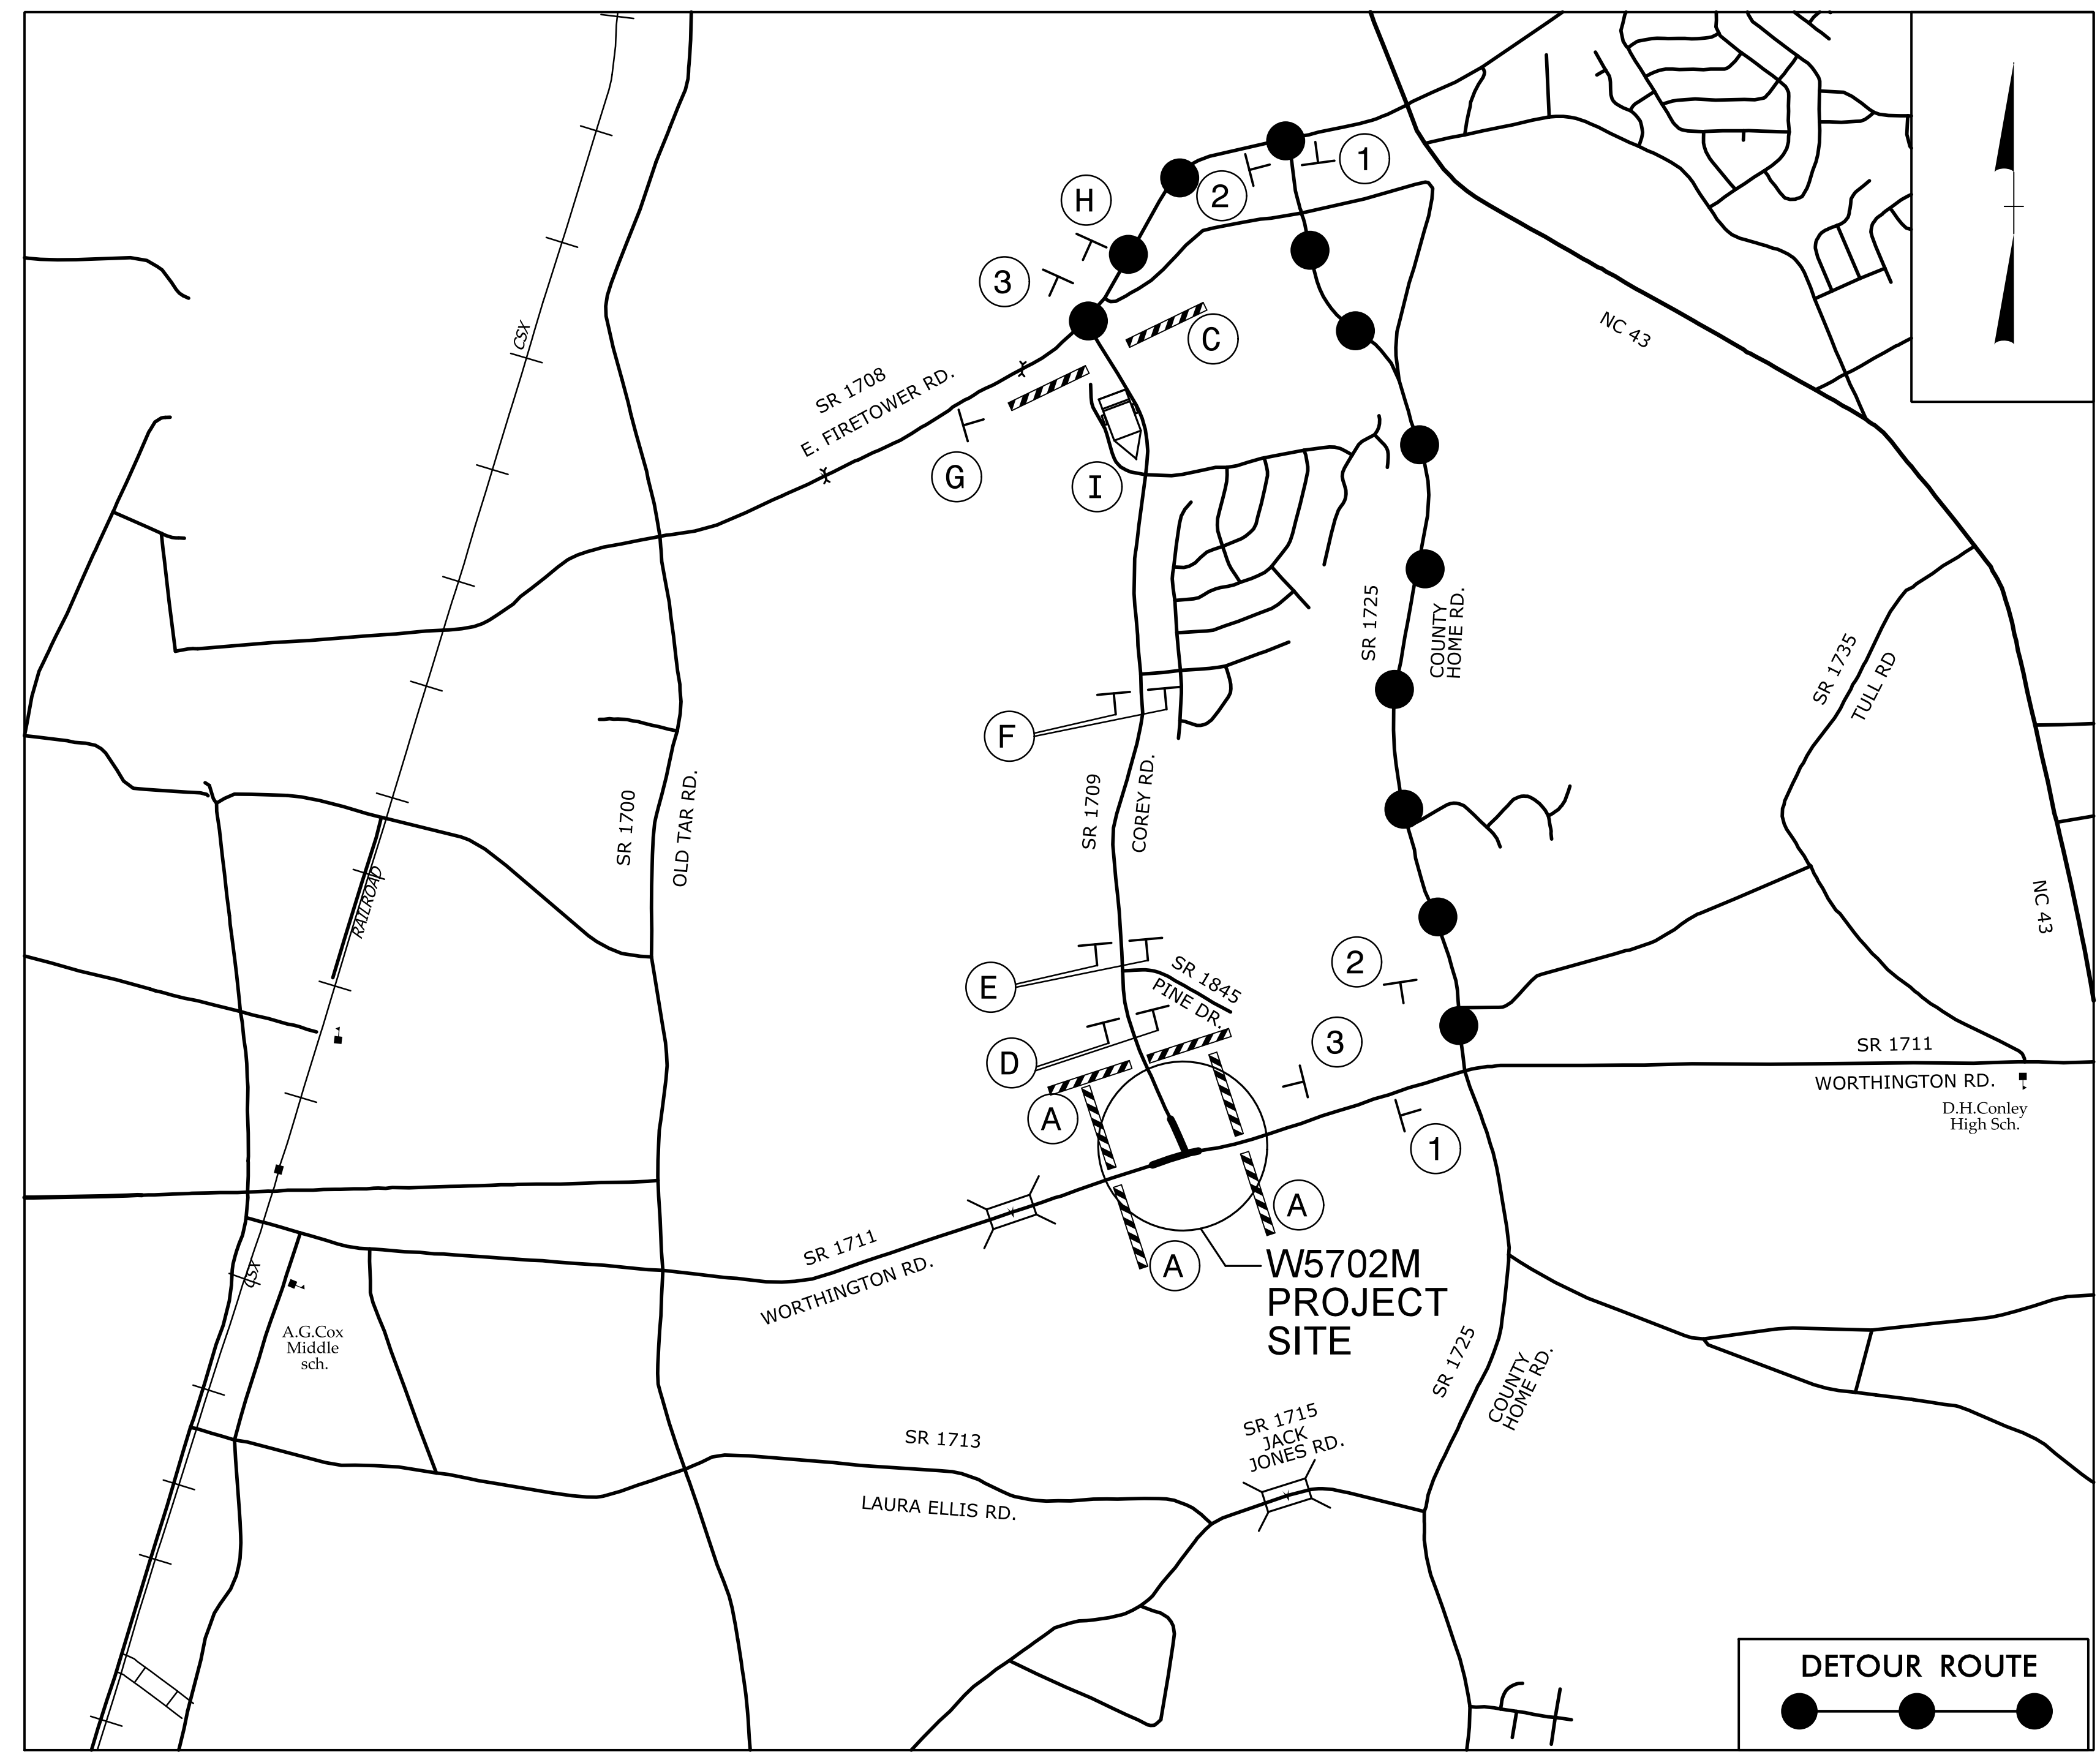 1
2
H
3
C
CSX
NC 43
SR 1708
E. FIRETOWER RD.
G
I
SR 1725
COUNTY
HOME RD.
SR 1735
TULL RD
F
SR 1709
COREY RD.
SR 1700
OLD TAR RD.
RAILROAD
NC 43
E
SR 1845
PINE DR.
2
D
3
SR 1711
WORTHINGTON RD.
D.H.Conley
High Sch.
A
1
A
A
SR 1711
WORTHINGTON RD.
W5702M
PROJECT
SITE
CSX
A.G.Cox
Middle
sch.
SR 1725
COUNTY
HOME RD.
SR 1713
LAURA ELLIS RD.
SR 1715
JACK
JONES RD.
DETOUR ROUTE